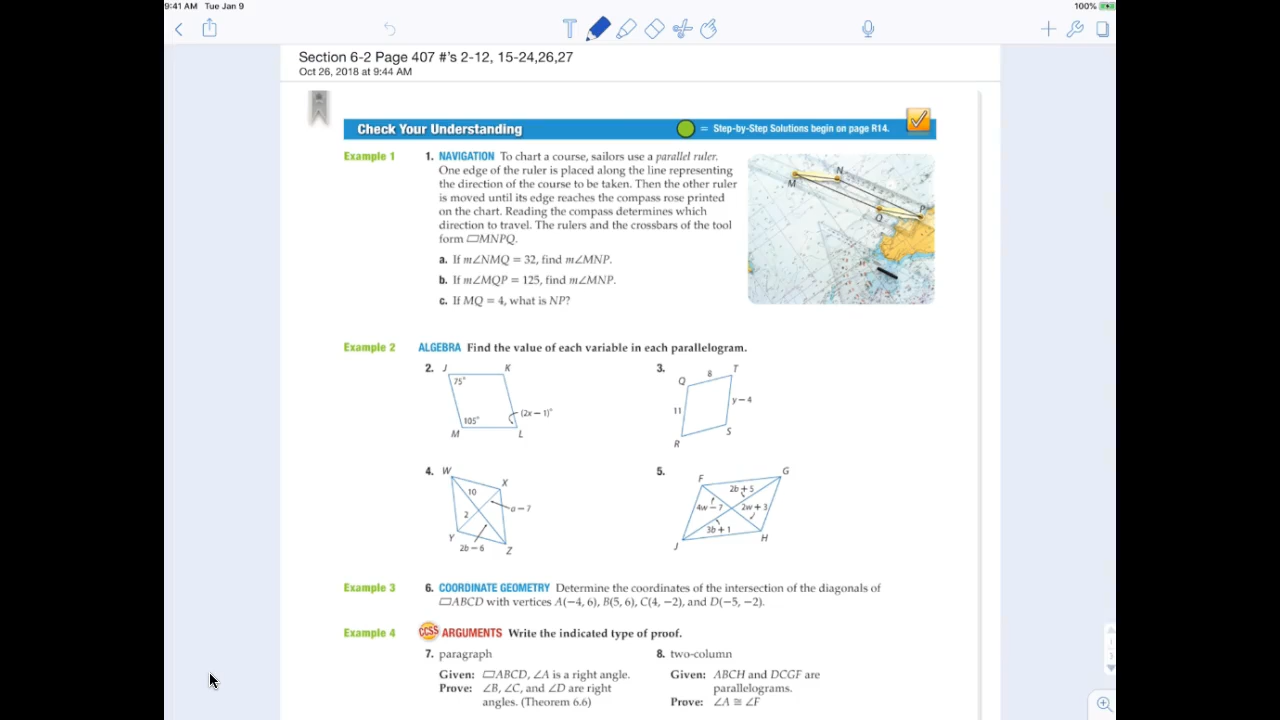 9:41 AM Tue Jan 9
100%
Section 6-2 Page 407 #'s 2-12, 15-24,26,27
Oct 26, 2018 at 9:44 AM
Check Your Understanding
= Step-by-Step Solutions begin on page R14.
Example 1
1. NAVIGATION To chart a course, sailors use a parallel ruler.
One edge of the ruler is placed along the line representing
the direction of the course to be taken. Then the other ruler
is moved until its edge reaches the compass rose printed
on the chart. Reading the compass determines which
direction to travel. The rulers and the crossbars of the tool
form ▱MNPQ.
M
N
Q
P
a. If m∠NMQ = 32, find m∠MNP.
b. If m∠MQP = 125, find m∠MNP.
c. If MQ = 4, what is NP?
Example 2
ALGEBRA Find the value of each variable in each parallelogram.
2. J K
75°
(2x − 1)°
105°
M L
3. Q 8 T
11 y − 4
R S
4. W X
10
a − 7
2
Y
2b − 6 Z
5. F G
2b + 5
4w − 7 2w + 3
3b + 1
J H
Example 3
6. COORDINATE GEOMETRY Determine the coordinates of the intersection of the diagonals of
▱ABCD with vertices A(−4, 6), B(5, 6), C(4, −2), and D(−5, −2).
Example 4
CCSS ARGUMENTS Write the indicated type of proof.
7. paragraph
Given: ▱ABCD, ∠A is a right angle.
Prove: ∠B, ∠C, and ∠D are right
angles. (Theorem 6.6)
8. two-column
Given: ABCH and DCGF are
parallelograms.
Prove: ∠A ≅ ∠F